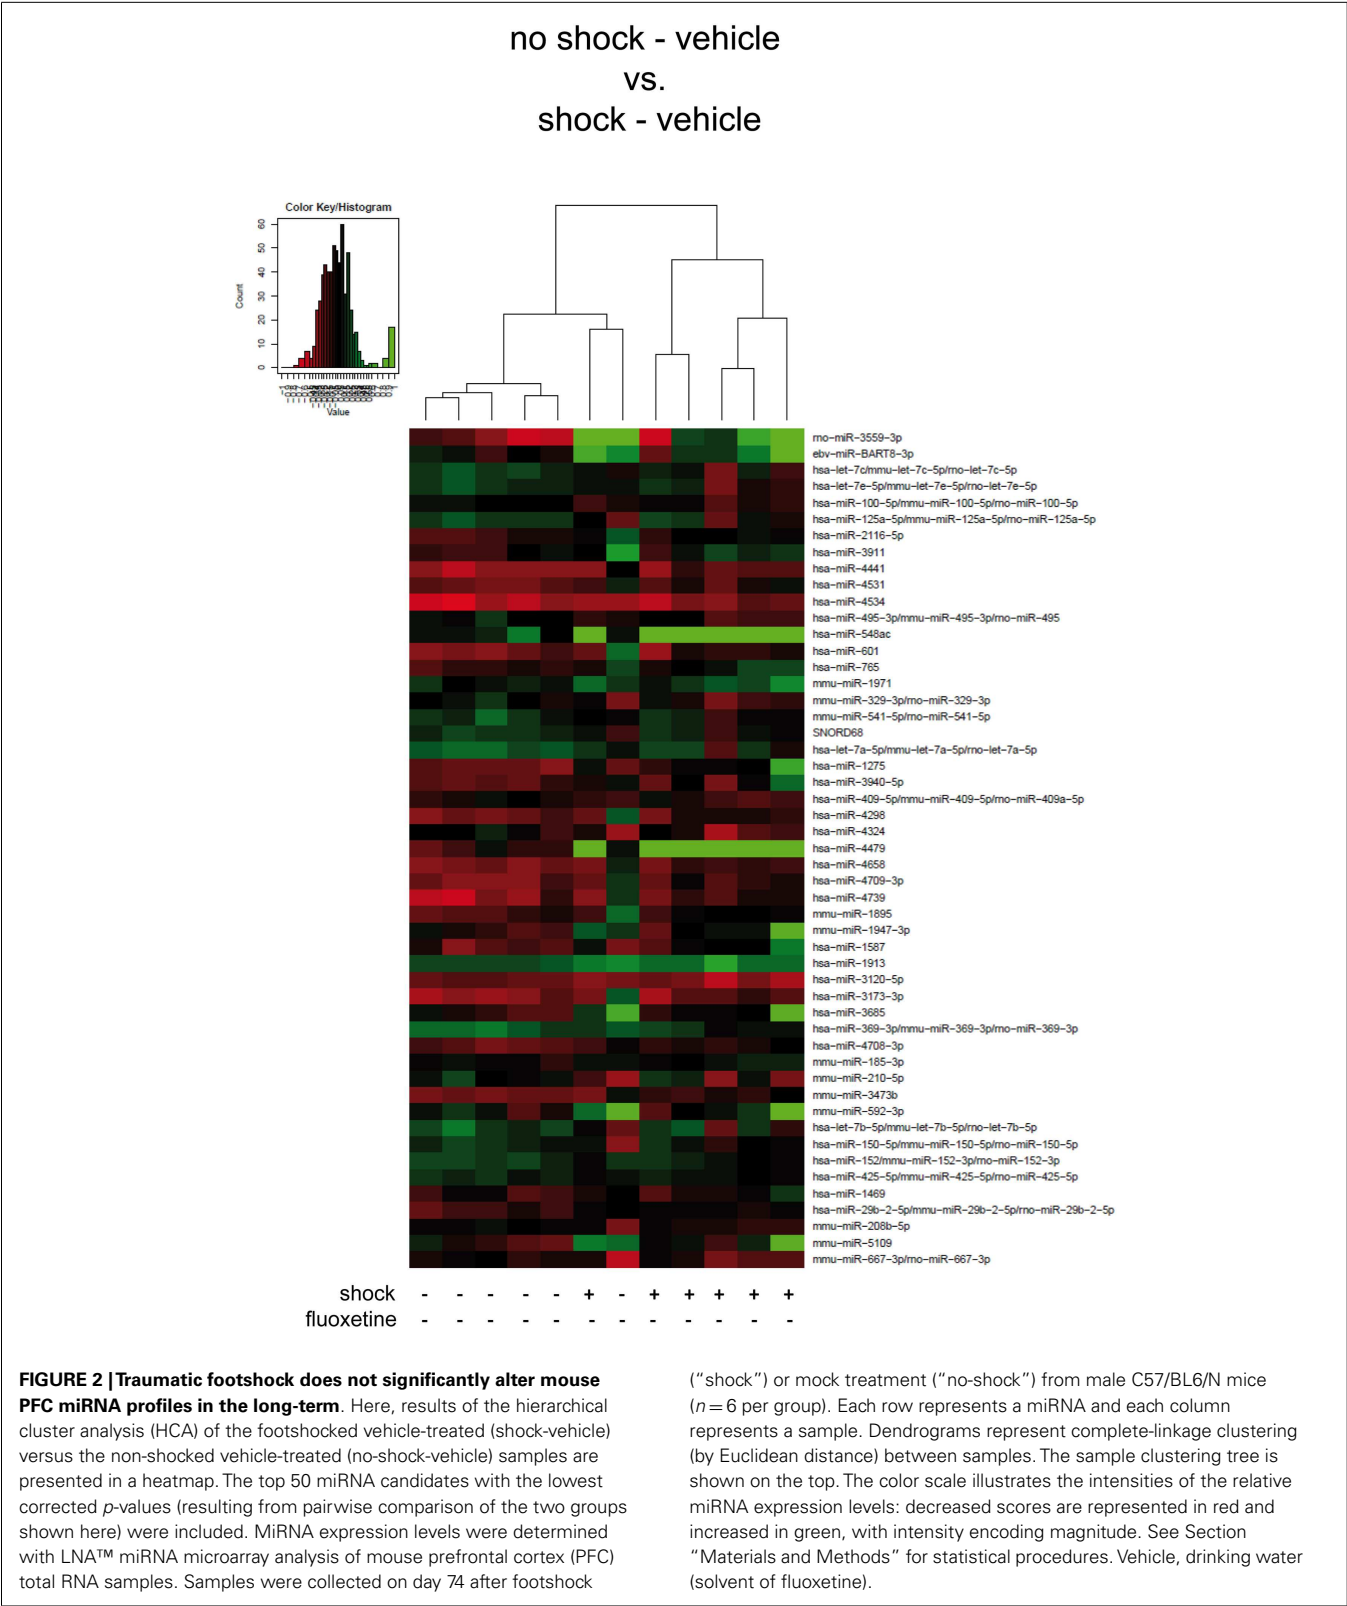 no shock - vehicle
vs.
shock - vehicle
Color Key/Histogram
Count
60
50
40
30
20
10
0
Value
rno-miR-3559-3p
ebv-miR-BART8-3p
hsa-let-7c/mmu-let-7c-5p/rno-let-7c-5p
hsa-let-7e-5p/mmu-let-7e-5p/rno-let-7e-5p
hsa-miR-100-5p/mmu-miR-100-5p/rno-miR-100-5p
hsa-miR-125a-5p/mmu-miR-125a-5p/rno-miR-125a-5p
hsa-miR-2116-5p
hsa-miR-3911
hsa-miR-4441
hsa-miR-4531
hsa-miR-4534
hsa-miR-495-3p/mmu-miR-495-3p/rno-miR-495
hsa-miR-548ac
hsa-miR-601
hsa-miR-765
mmu-miR-1971
mmu-miR-329-3p/rno-miR-329-3p
mmu-miR-541-5p/rno-miR-541-5p
SNORD68
hsa-let-7a-5p/mmu-let-7a-5p/rno-let-7a-5p
hsa-miR-1275
hsa-miR-3940-5p
hsa-miR-409-5p/mmu-miR-409-5p/rno-miR-409a-5p
hsa-miR-4298
hsa-miR-4324
hsa-miR-4479
hsa-miR-4658
hsa-miR-4709-3p
hsa-miR-4739
mmu-miR-1895
mmu-miR-1947-3p
hsa-miR-1587
hsa-miR-1913
hsa-miR-3120-5p
hsa-miR-3173-3p
hsa-miR-3685
hsa-miR-369-3p/mmu-miR-369-3p/rno-miR-369-3p
hsa-miR-4708-3p
mmu-miR-185-3p
mmu-miR-210-5p
mmu-miR-3473b
mmu-miR-592-3p
hsa-let-7b-5p/mmu-let-7b-5p/rno-let-7b-5p
hsa-miR-150-5p/mmu-miR-150-5p/rno-miR-150-5p
hsa-miR-152/mmu-miR-152-3p/rno-miR-152-3p
hsa-miR-425-5p/mmu-miR-425-5p/rno-miR-425-5p
hsa-miR-1469
hsa-miR-29b-2-5p/mmu-miR-29b-2-5p/rno-miR-29b-2-5p
mmu-miR-208b-5p
mmu-miR-5109
mmu-miR-667-3p/rno-miR-667-3p
shock - - - - - + - + + + + +
fluoxetine - - - - - - - - - - - -
FIGURE 2 | Traumatic footshock does not significantly alter mouse
PFC miRNA profiles in the long-term. Here, results of the hierarchical
cluster analysis (HCA) of the footshocked vehicle-treated (shock-vehicle)
versus the non-shocked vehicle-treated (no-shock-vehicle) samples are
presented in a heatmap. The top 50 miRNA candidates with the lowest
corrected p-values (resulting from pairwise comparison of the two groups
shown here) were included. MiRNA expression levels were determined
with LNA™ miRNA microarray analysis of mouse prefrontal cortex (PFC)
total RNA samples. Samples were collected on day 74 after footshock
(“shock”) or mock treatment (“no-shock”) from male C57/BL6/N mice
(n = 6 per group). Each row represents a miRNA and each column
represents a sample. Dendrograms represent complete-linkage clustering
(by Euclidean distance) between samples. The sample clustering tree is
shown on the top. The color scale illustrates the intensities of the relative
miRNA expression levels: decreased scores are represented in red and
increased in green, with intensity encoding magnitude. See Section
“Materials and Methods” for statistical procedures. Vehicle, drinking water
(solvent of fluoxetine).